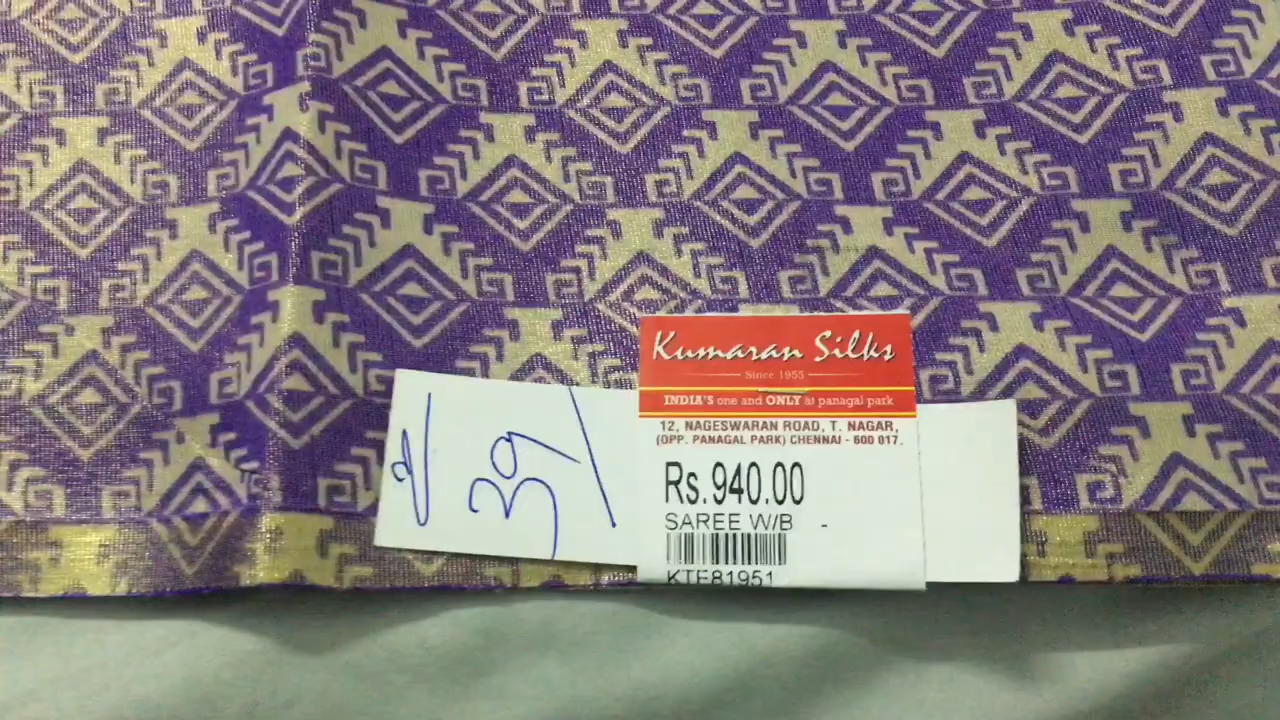 Kumaran Silks
Since 1955
INDIA'S one and ONLY at panagal park
12, NAGESWARAN ROAD, T. NAGAR,
(OPP. PANAGAL PARK) CHENNAI - 600 017.
Rs.940.00
SAREE W/B -
KTF81951